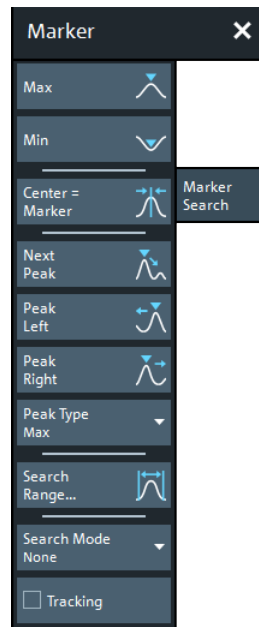 Marker
Max
Min
Center =
Marker
Marker
Search
Next
Peak
Peak
Left
Peak
Right
Peak Type
Max
Search
Range...
Search Mode
None
Tracking